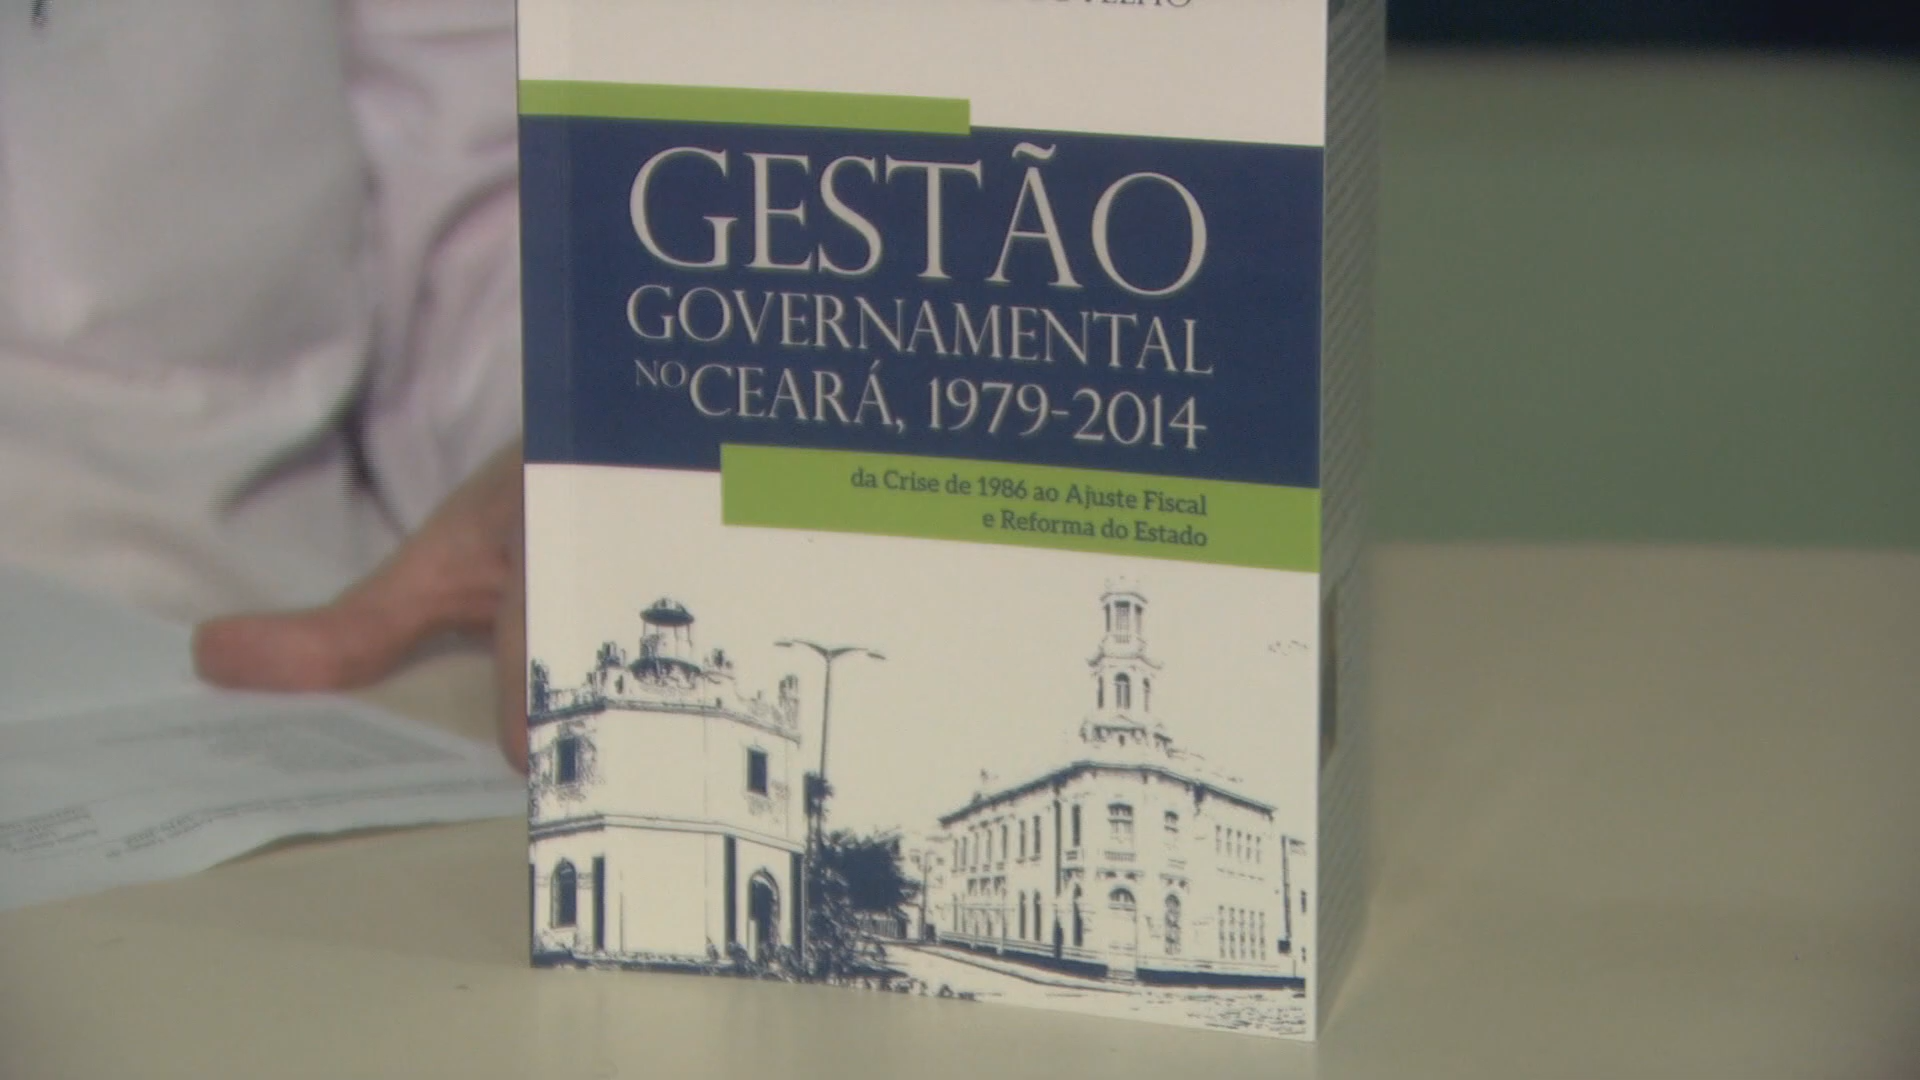 GESTÃO
GOVERNAMENTAL
NO CEARÁ, 1979-2014
da Crise de 1986 ao Ajuste Fiscal
e Reforma do Estado